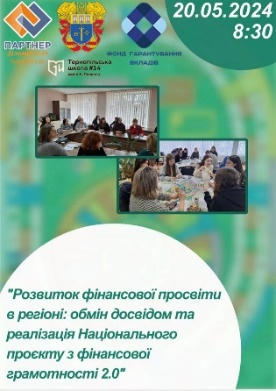 20.05.2024
8:30
ПАРТНЕР
ФОНД ГАРАНТУВАННЯ
ВКЛАДІВ
Тернопільська
школа №14
"Розвиток фінансової просвіти
в регіоні: обмін досвідом та
реалізація Національного
проєкту з фінансової
грамотності 2.0"